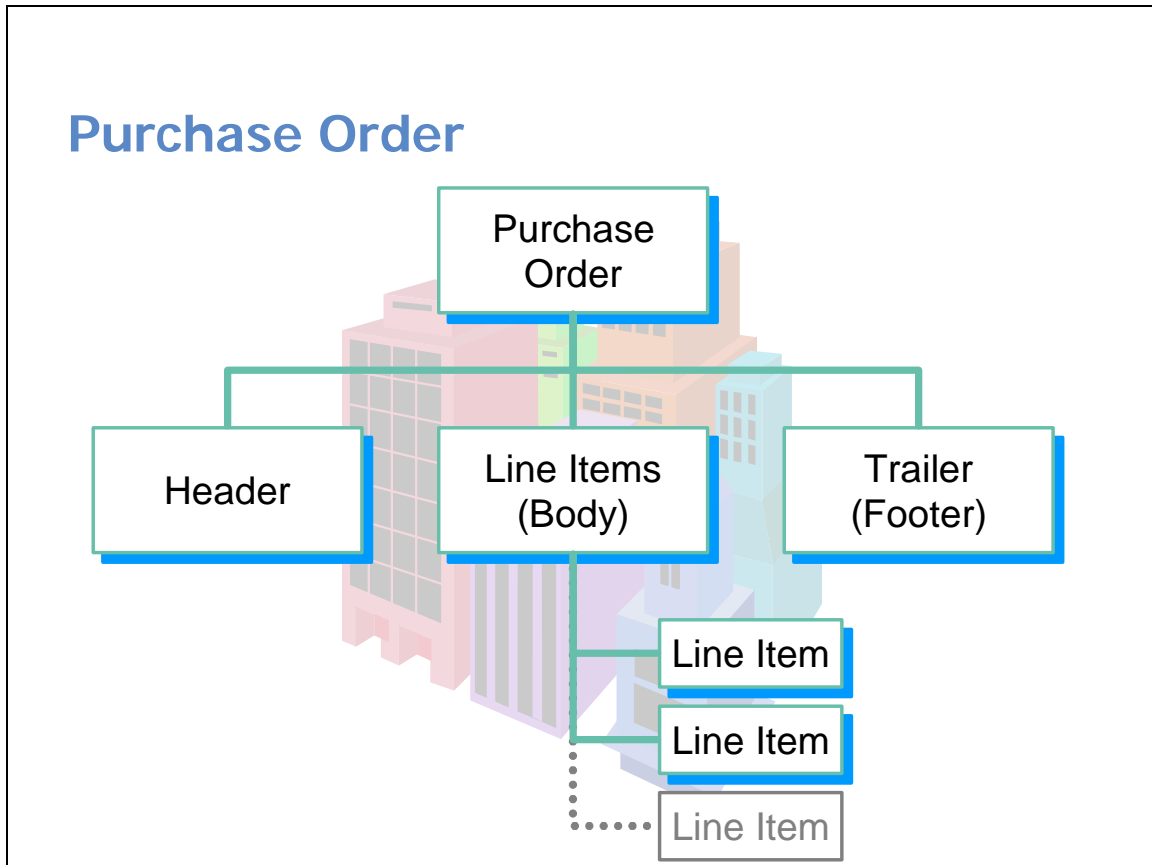 Purchase Order
Purchase
Order
Header
Line Items
(Body)
Trailer
(Footer)
Line Item
Line Item
Line Item